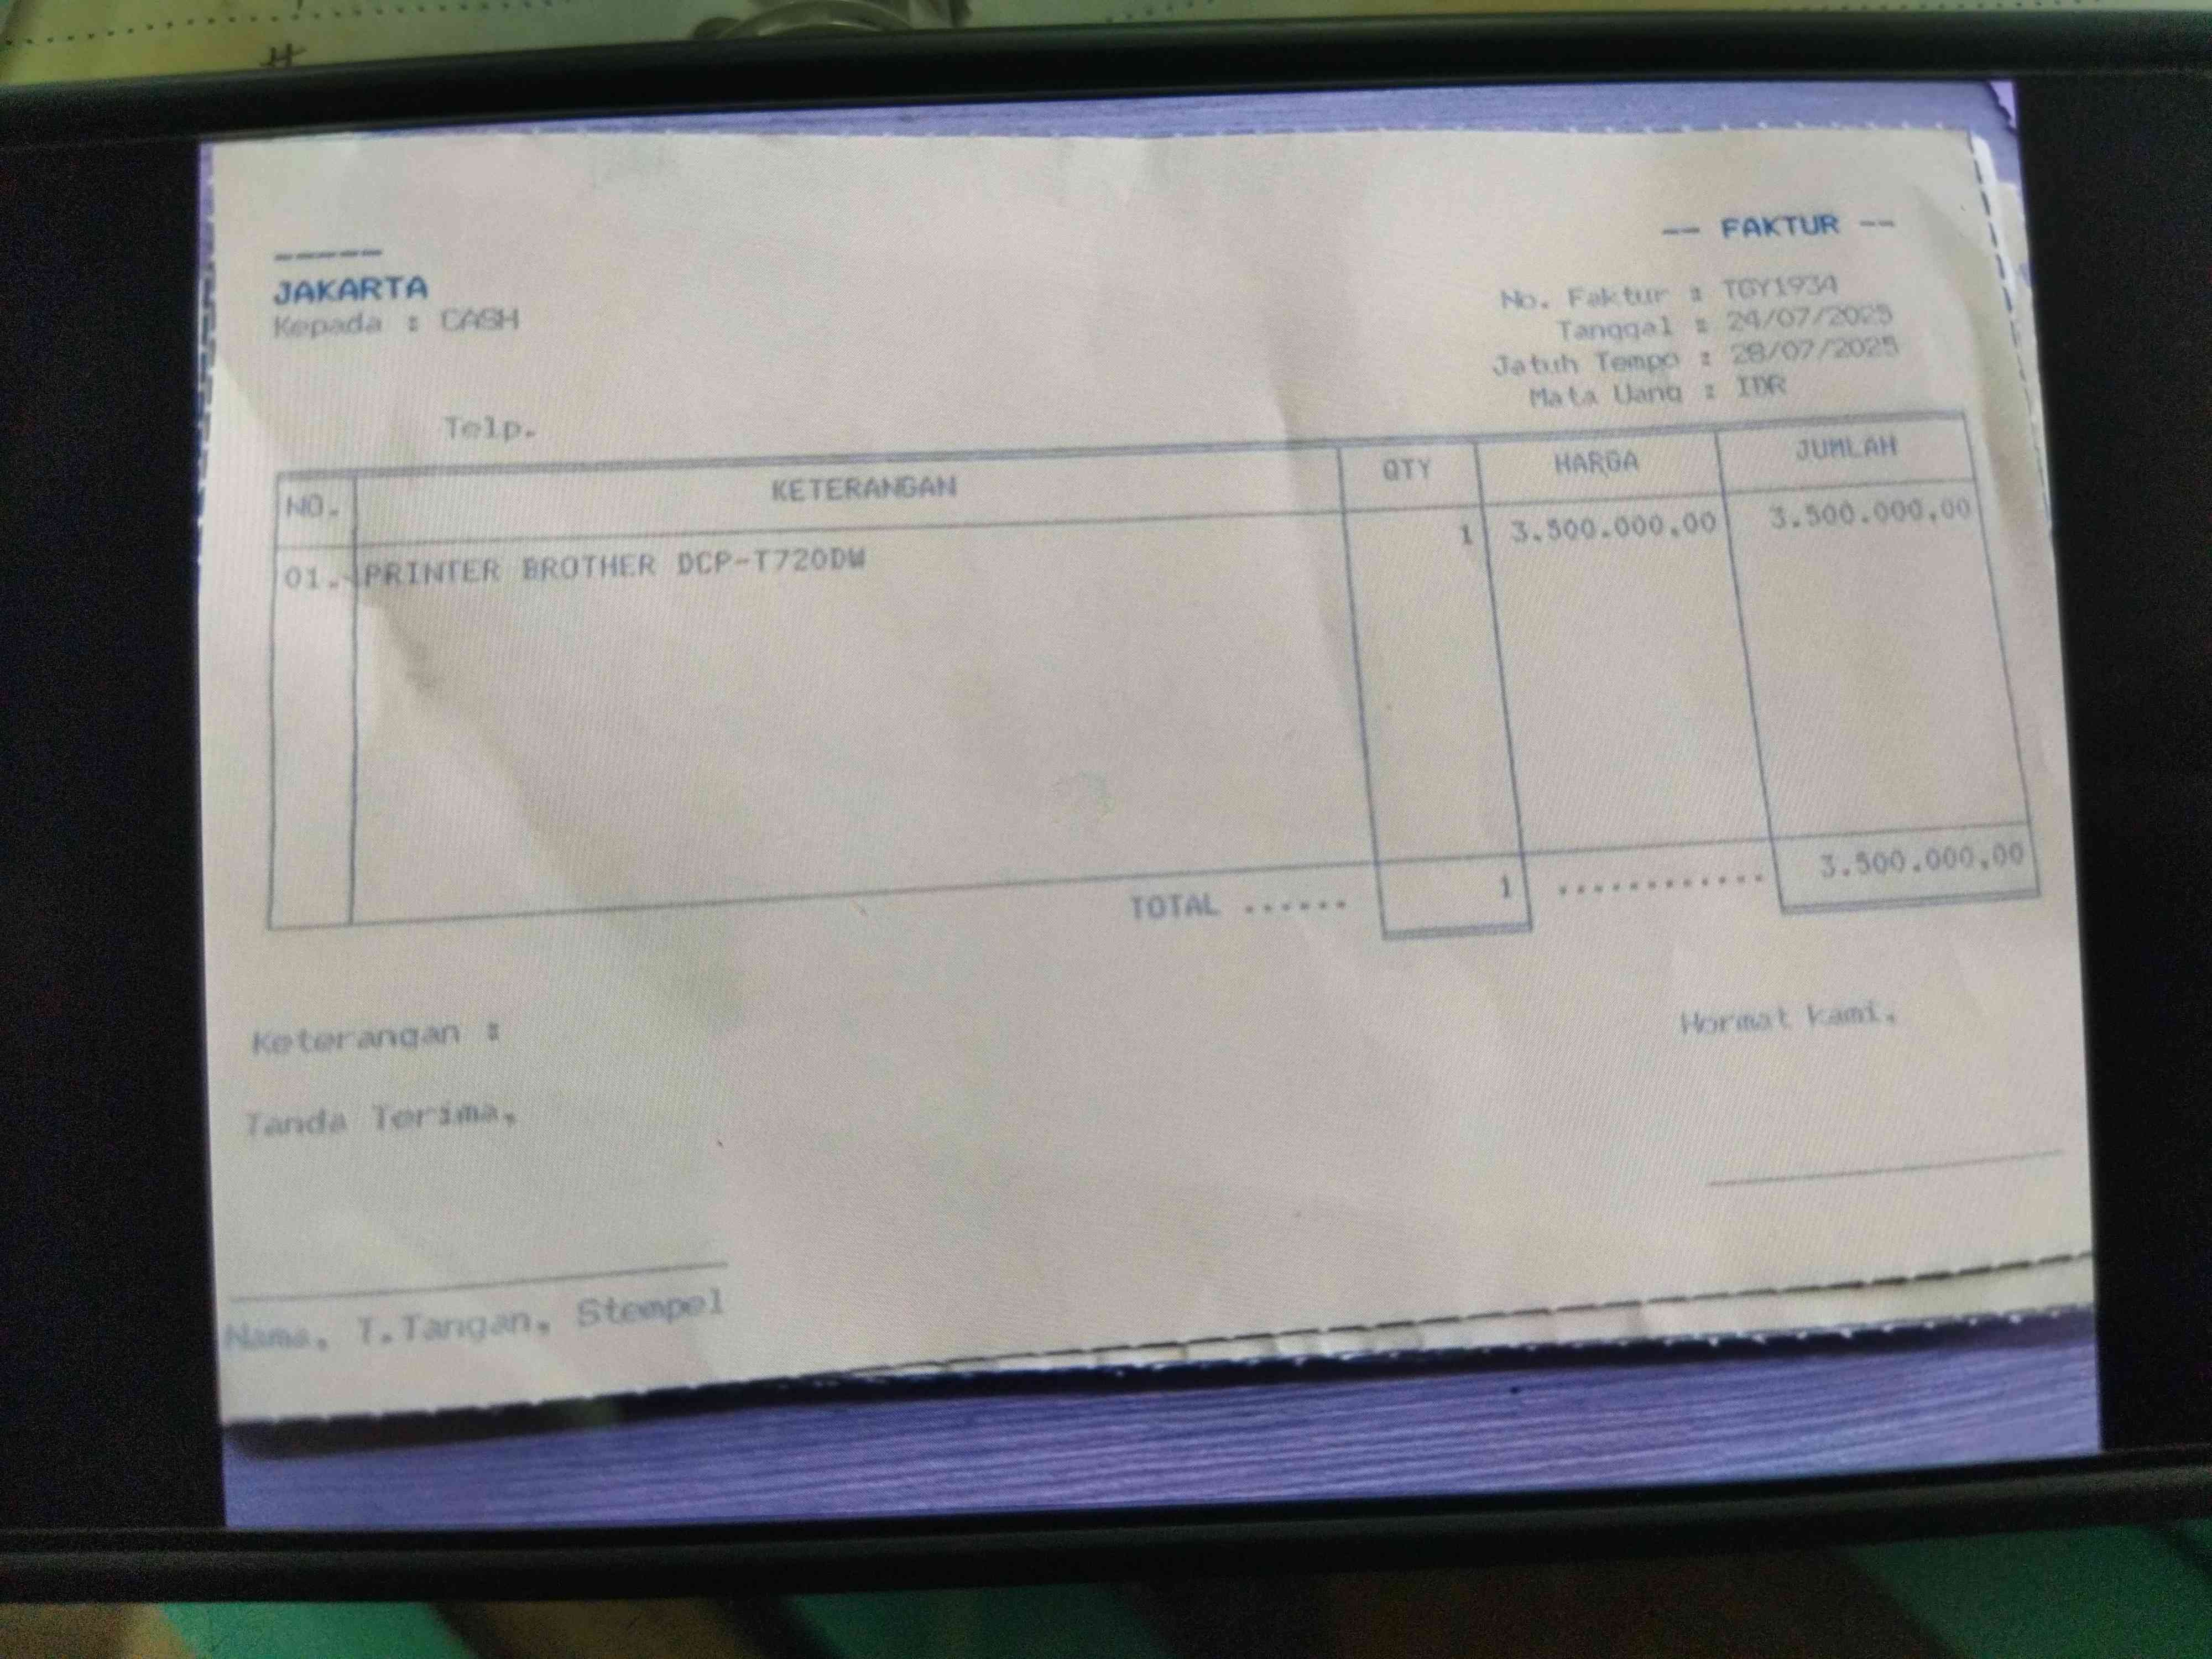 -- FAKTUR --
-----
JAKARTA
Kepada : CASH
No. Faktur : TGY1934
Tanggal : 24/07/2025
Jatuh Tempo : 28/07/2025
Mata Uang : IDR
Telp.
NO. KETERANGAN QTY HARGA JUMLAH
01. PRINTER BROTHER DCP-T720DW 1 3.500.000,00 3.500.000,00
TOTAL ...... 1 ............ 3.500.000,00
Keterangan :
Hormat kami,
Tanda Terima,
Nama, T.Tangan, Stempel